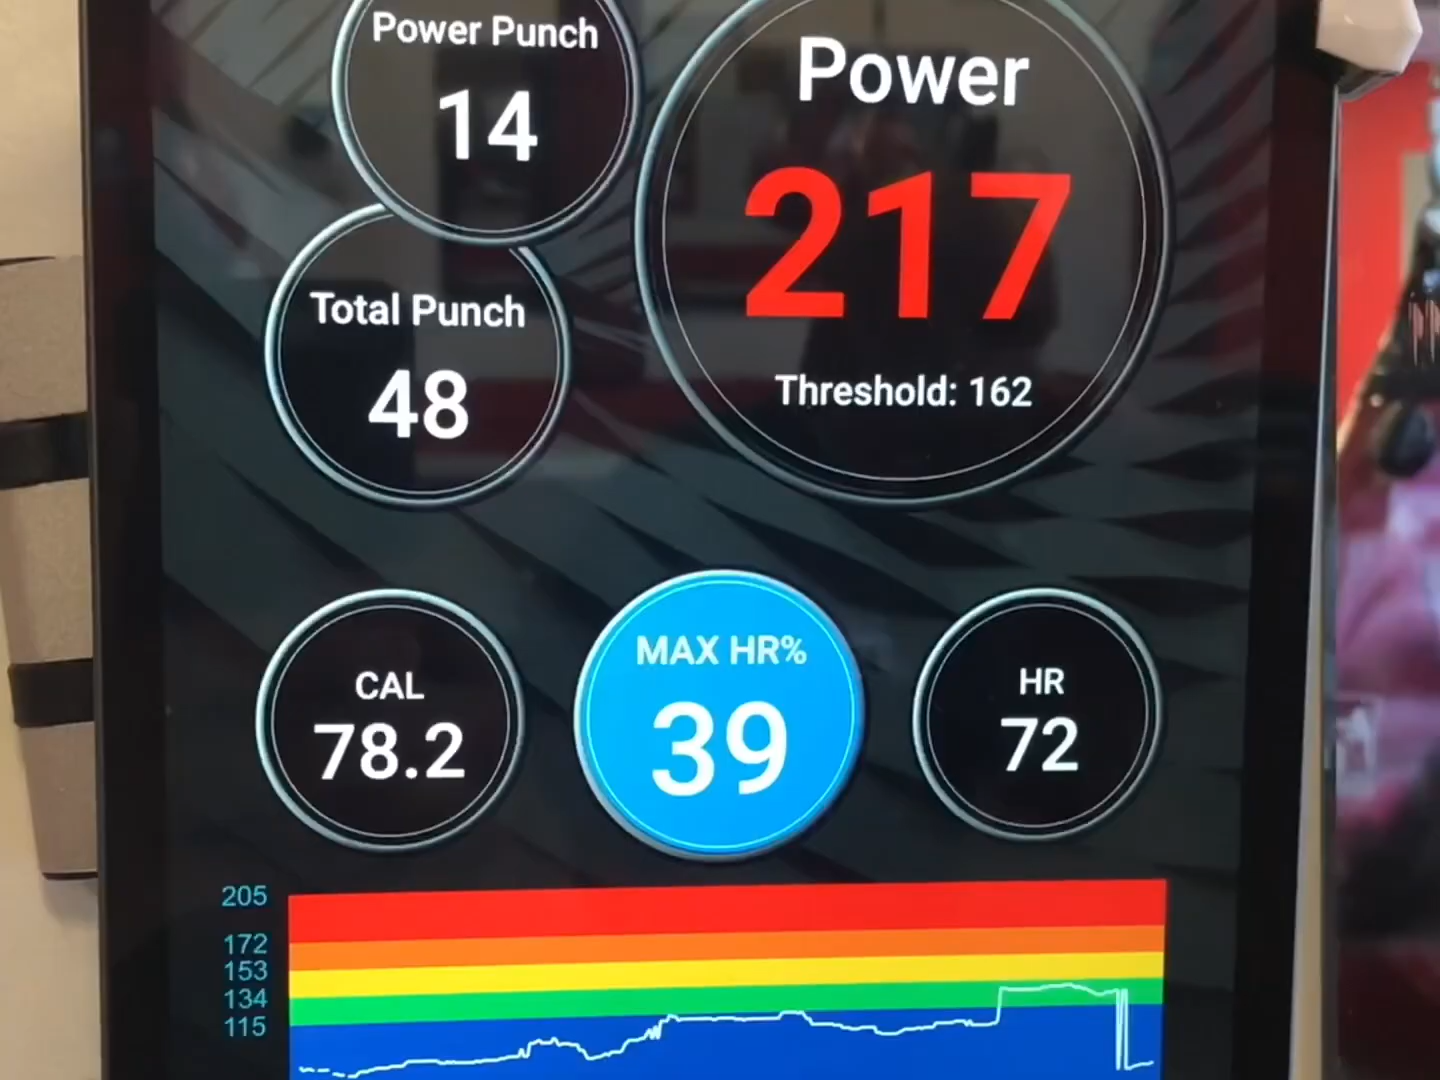 Power Punch
14
Power
217
Threshold: 162
Total Punch
48
CAL
78.2
MAX HR%
39
HR
72
205
172
153
134
115